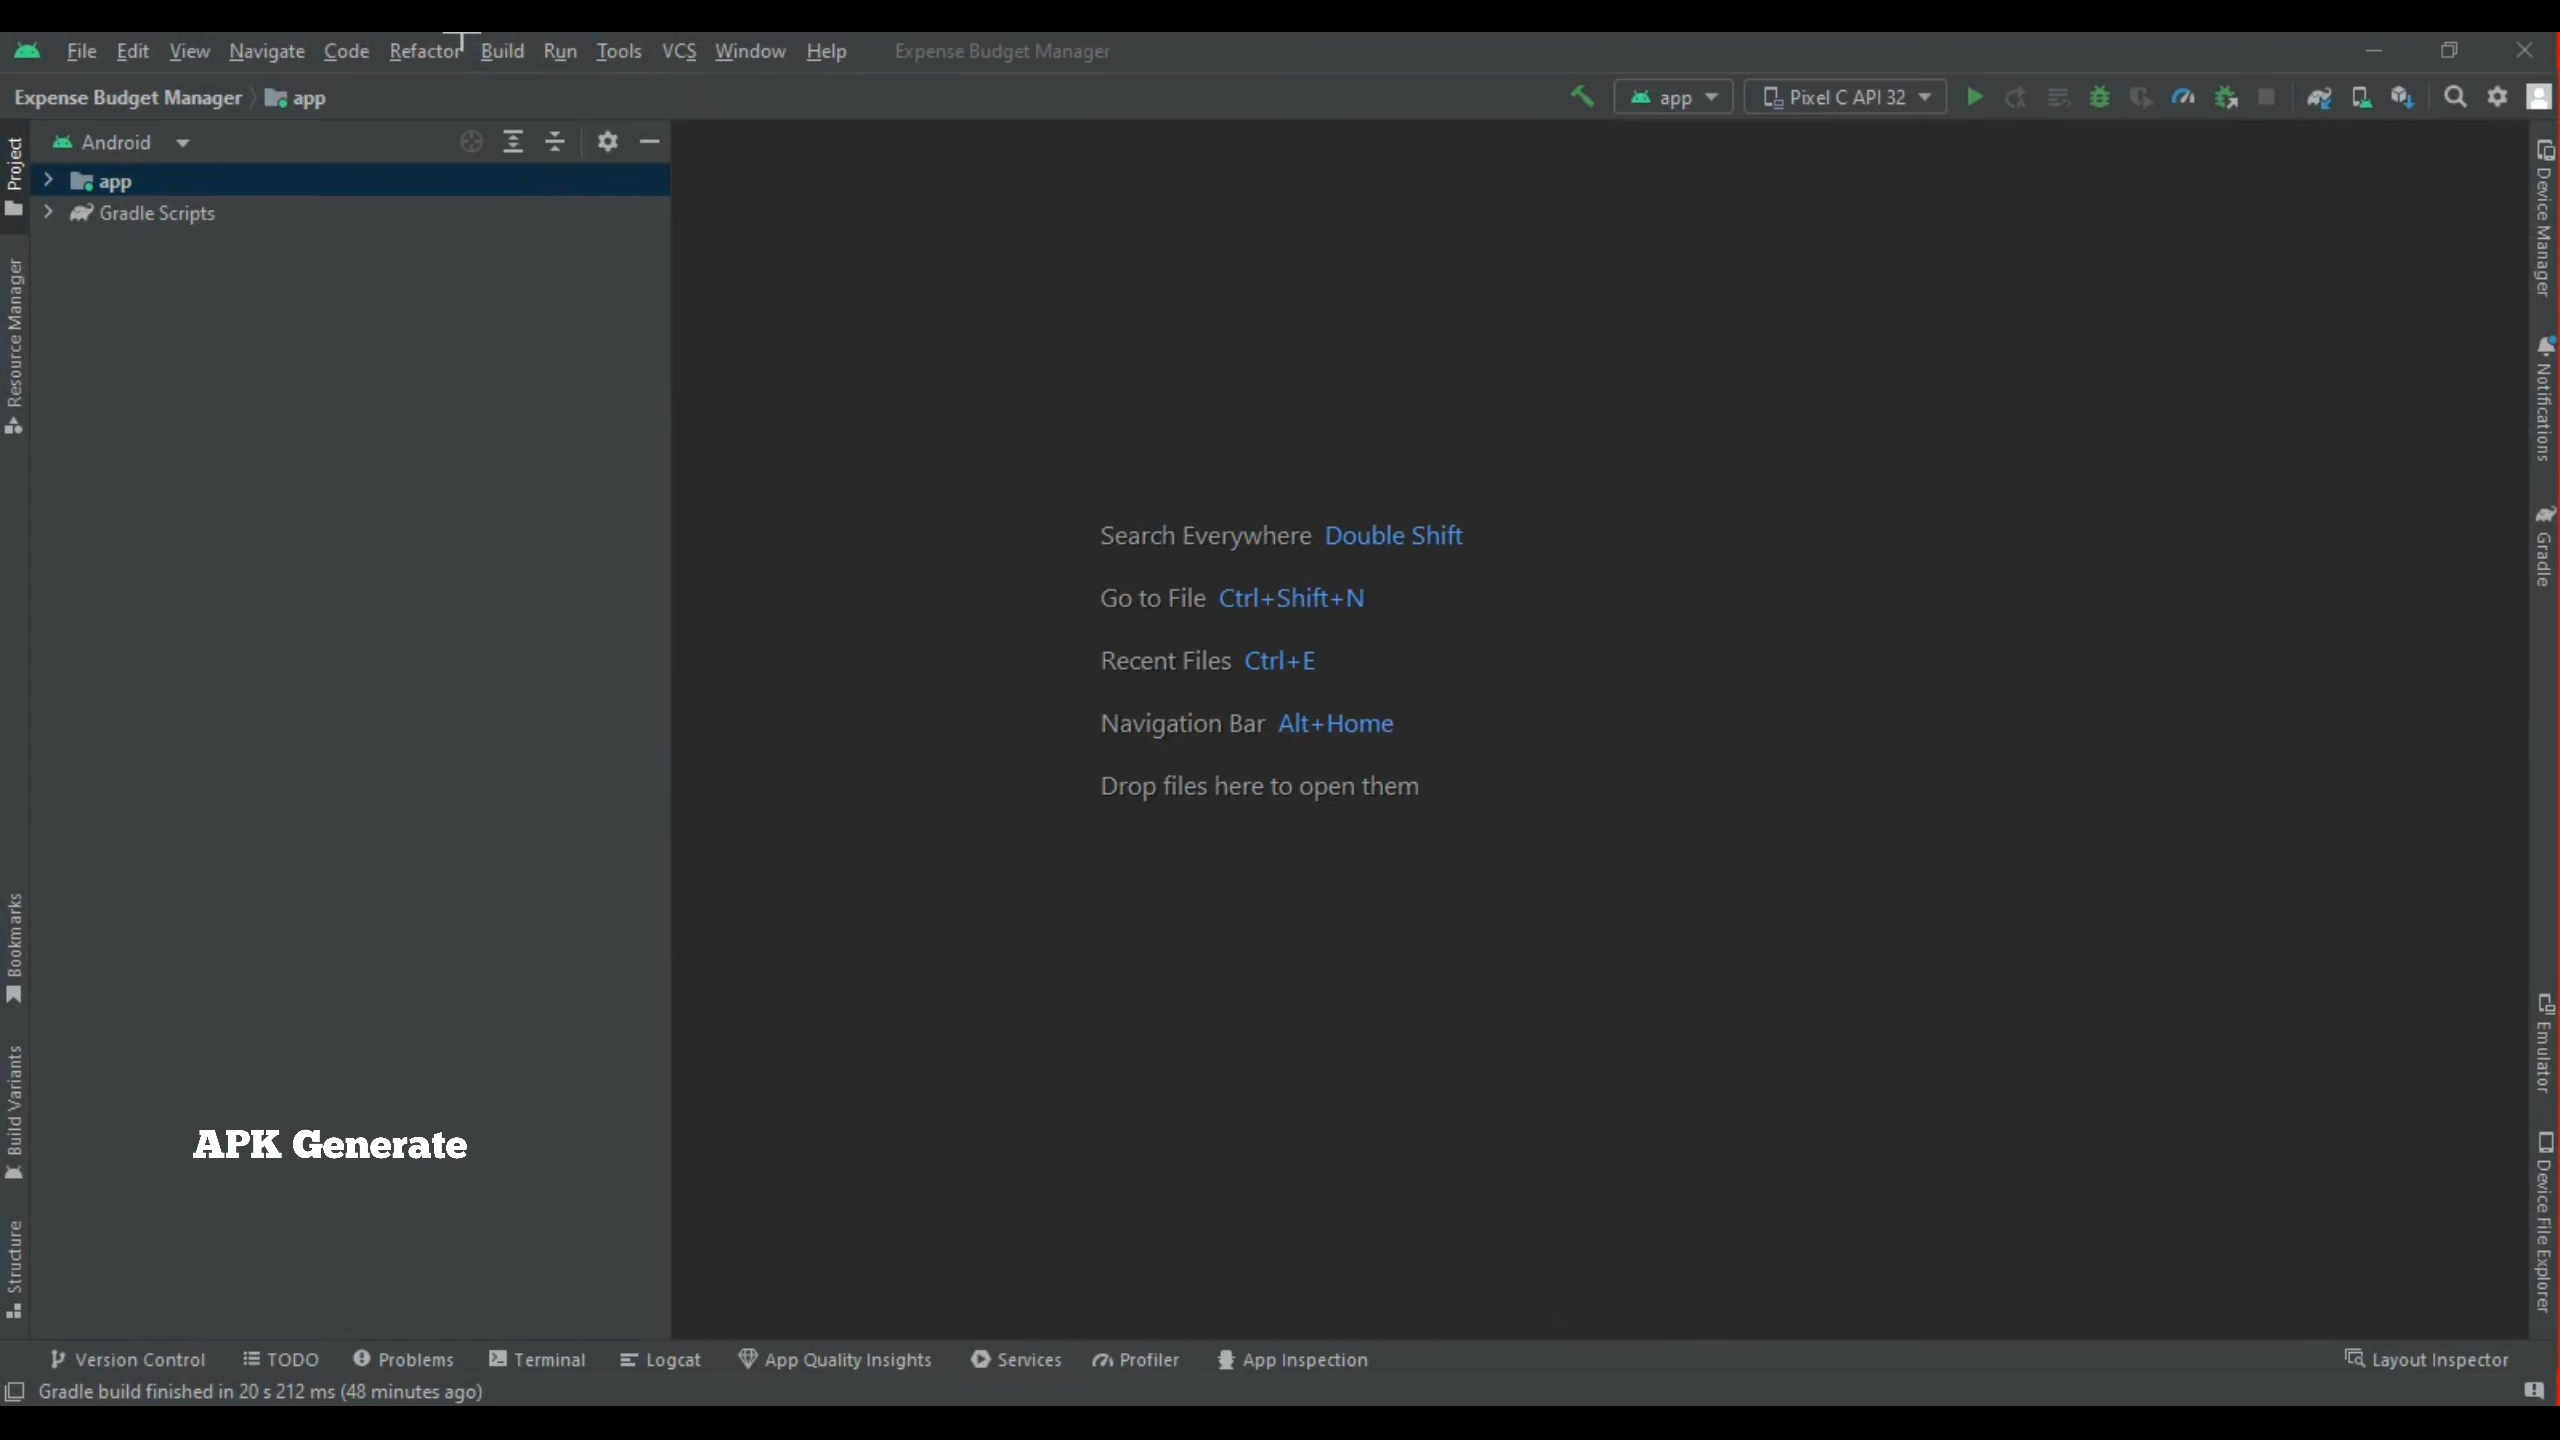 File Edit View Navigate Code Refactor Build Run Tools VCS Window Help Expense Budget Manager
Expense Budget Manager app
app Pixel C API 32
Android
app
Gradle Scripts
Project
Resource Manager
Bookmarks
Build Variants
Structure
Search Everywhere Double Shift
Go to File Ctrl+Shift+N
Recent Files Ctrl+E
Navigation Bar Alt+Home
Drop files here to open them
APK Generate
Device Manager
Notifications
Gradle
Emulator
Device File Explorer
Version Control TODO Problems Terminal Logcat App Quality Insights Services Profiler App Inspection Layout Inspector
Gradle build finished in 20 s 212 ms (48 minutes ago)